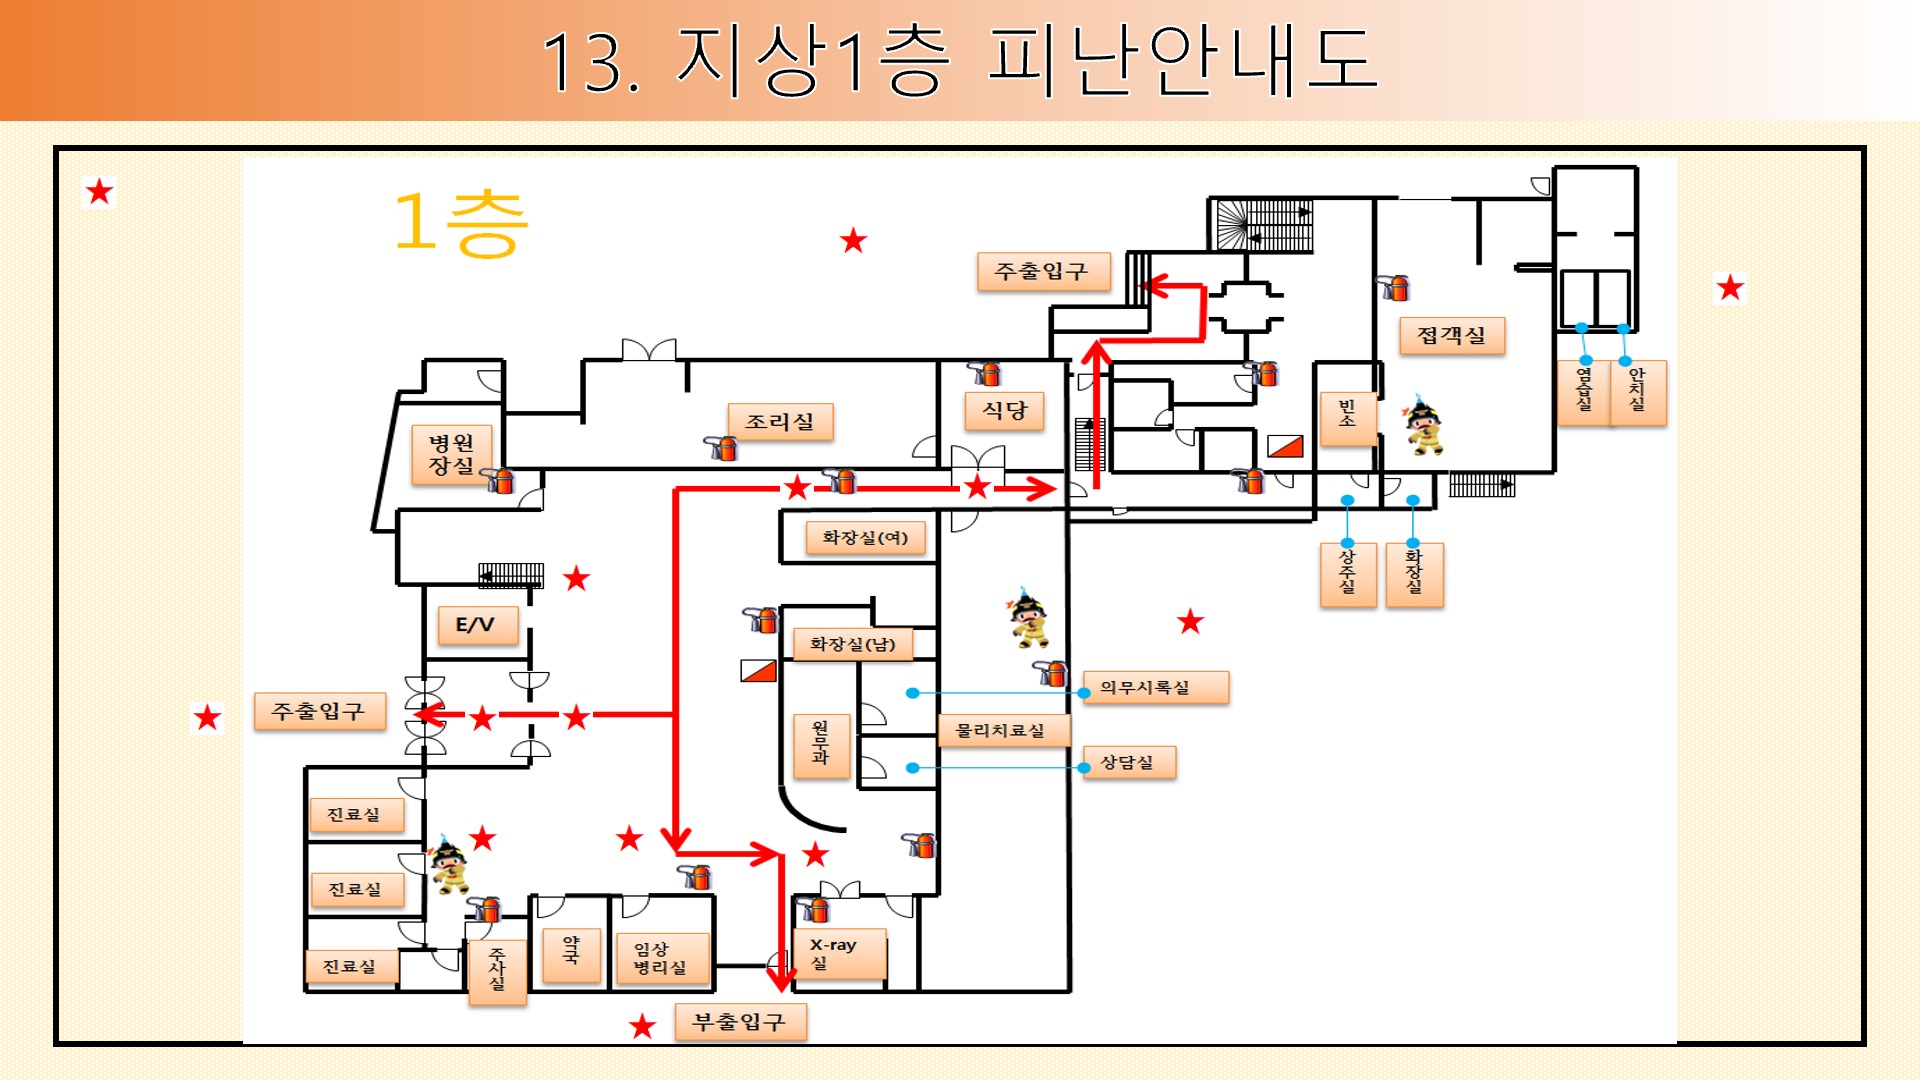 13. 지상1층 피난안내도
1층
주출입구
접객실
염습실
안치실
빈소
식당
조리실
병원
장실
화장실(여)
상주실
화장실
E/V
화장실(남)
의무시록실
주출입구
원무과
물리치료실
상담실
진료실
진료실
진료실
주사실
약국
임상
병리실
X-ray
실
부출입구